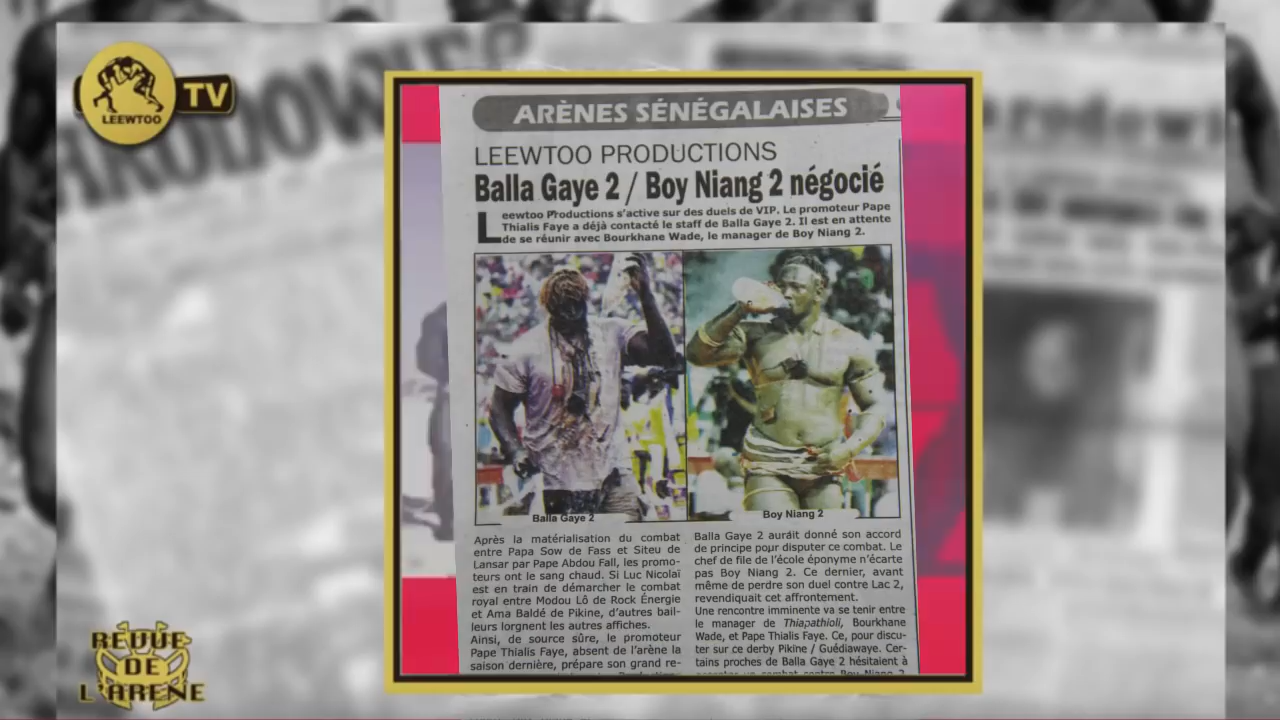 LEEWTOO
TV
ARÈNES SÉNÉGALAISES
LEEWTOO PRODUCTIONS
Balla Gaye 2 / Boy Niang 2 négocié
Leewtoo Productions s'active sur des duels de VIP. Le promoteur Pape
Thialis Faye a déjà contacté le staff de Balla Gaye 2. Il est en attente
de se réunir avec Bourkhane Wade, le manager de Boy Niang 2.
Balla Gaye 2
Boy Niang 2
Après la matérialisation du combat
entre Papa Sow de Fass et Siteu de
Lansar par Pape Abdou Fall, les promo-
teurs ont le sang chaud. Si Luc Nicolaï
est en train de démarcher le combat
royal entre Modou Lô de Rock Énergie
et Ama Baldé de Pikine, d'autres bail-
leurs lorgnent les autres affiches.
Ainsi, de source sûre, le promoteur
Pape Thialis Faye, absent de l'arène la
saison dernière, prépare son grand re-
Balla Gaye 2 aurait donné son accord
de principe pour disputer ce combat. Le
chef de file de l'école éponyme n'écarte
pas Boy Niang 2. Ce dernier, avant
même de perdre son duel contre Lac 2,
revendiquait cet affrontement.
Une rencontre imminente va se tenir entre
le manager de Thiapathioli, Bourkhane
Wade, et Pape Thialis Faye. Ce, pour discu-
ter sur ce derby Pikine / Guédiawaye. Cer-
tains proches de Balla Gaye 2 hésitaient à
REVUE
DE
L'ARENE